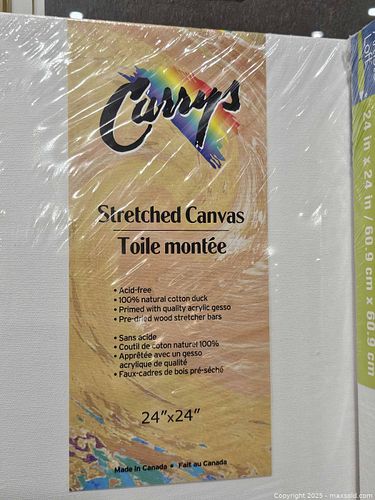 Currys
Stretched Canvas
Toile montée
• Acid-free
• 100% natural cotton duck
• Primed with quality acrylic gesso
• Pre-dried wood stretcher bars
• Sans acide
• Coutil de coton naturel 100%
• Apprêtée avec un gesso
acrylique de qualité
• Faux-cadres de bois pré-séché
24"x24"
Made in Canada • Fait au Canada
24 in x 24 in / 60.9 cm x 60.9 cm
Copyright 2025 - maxsold.com